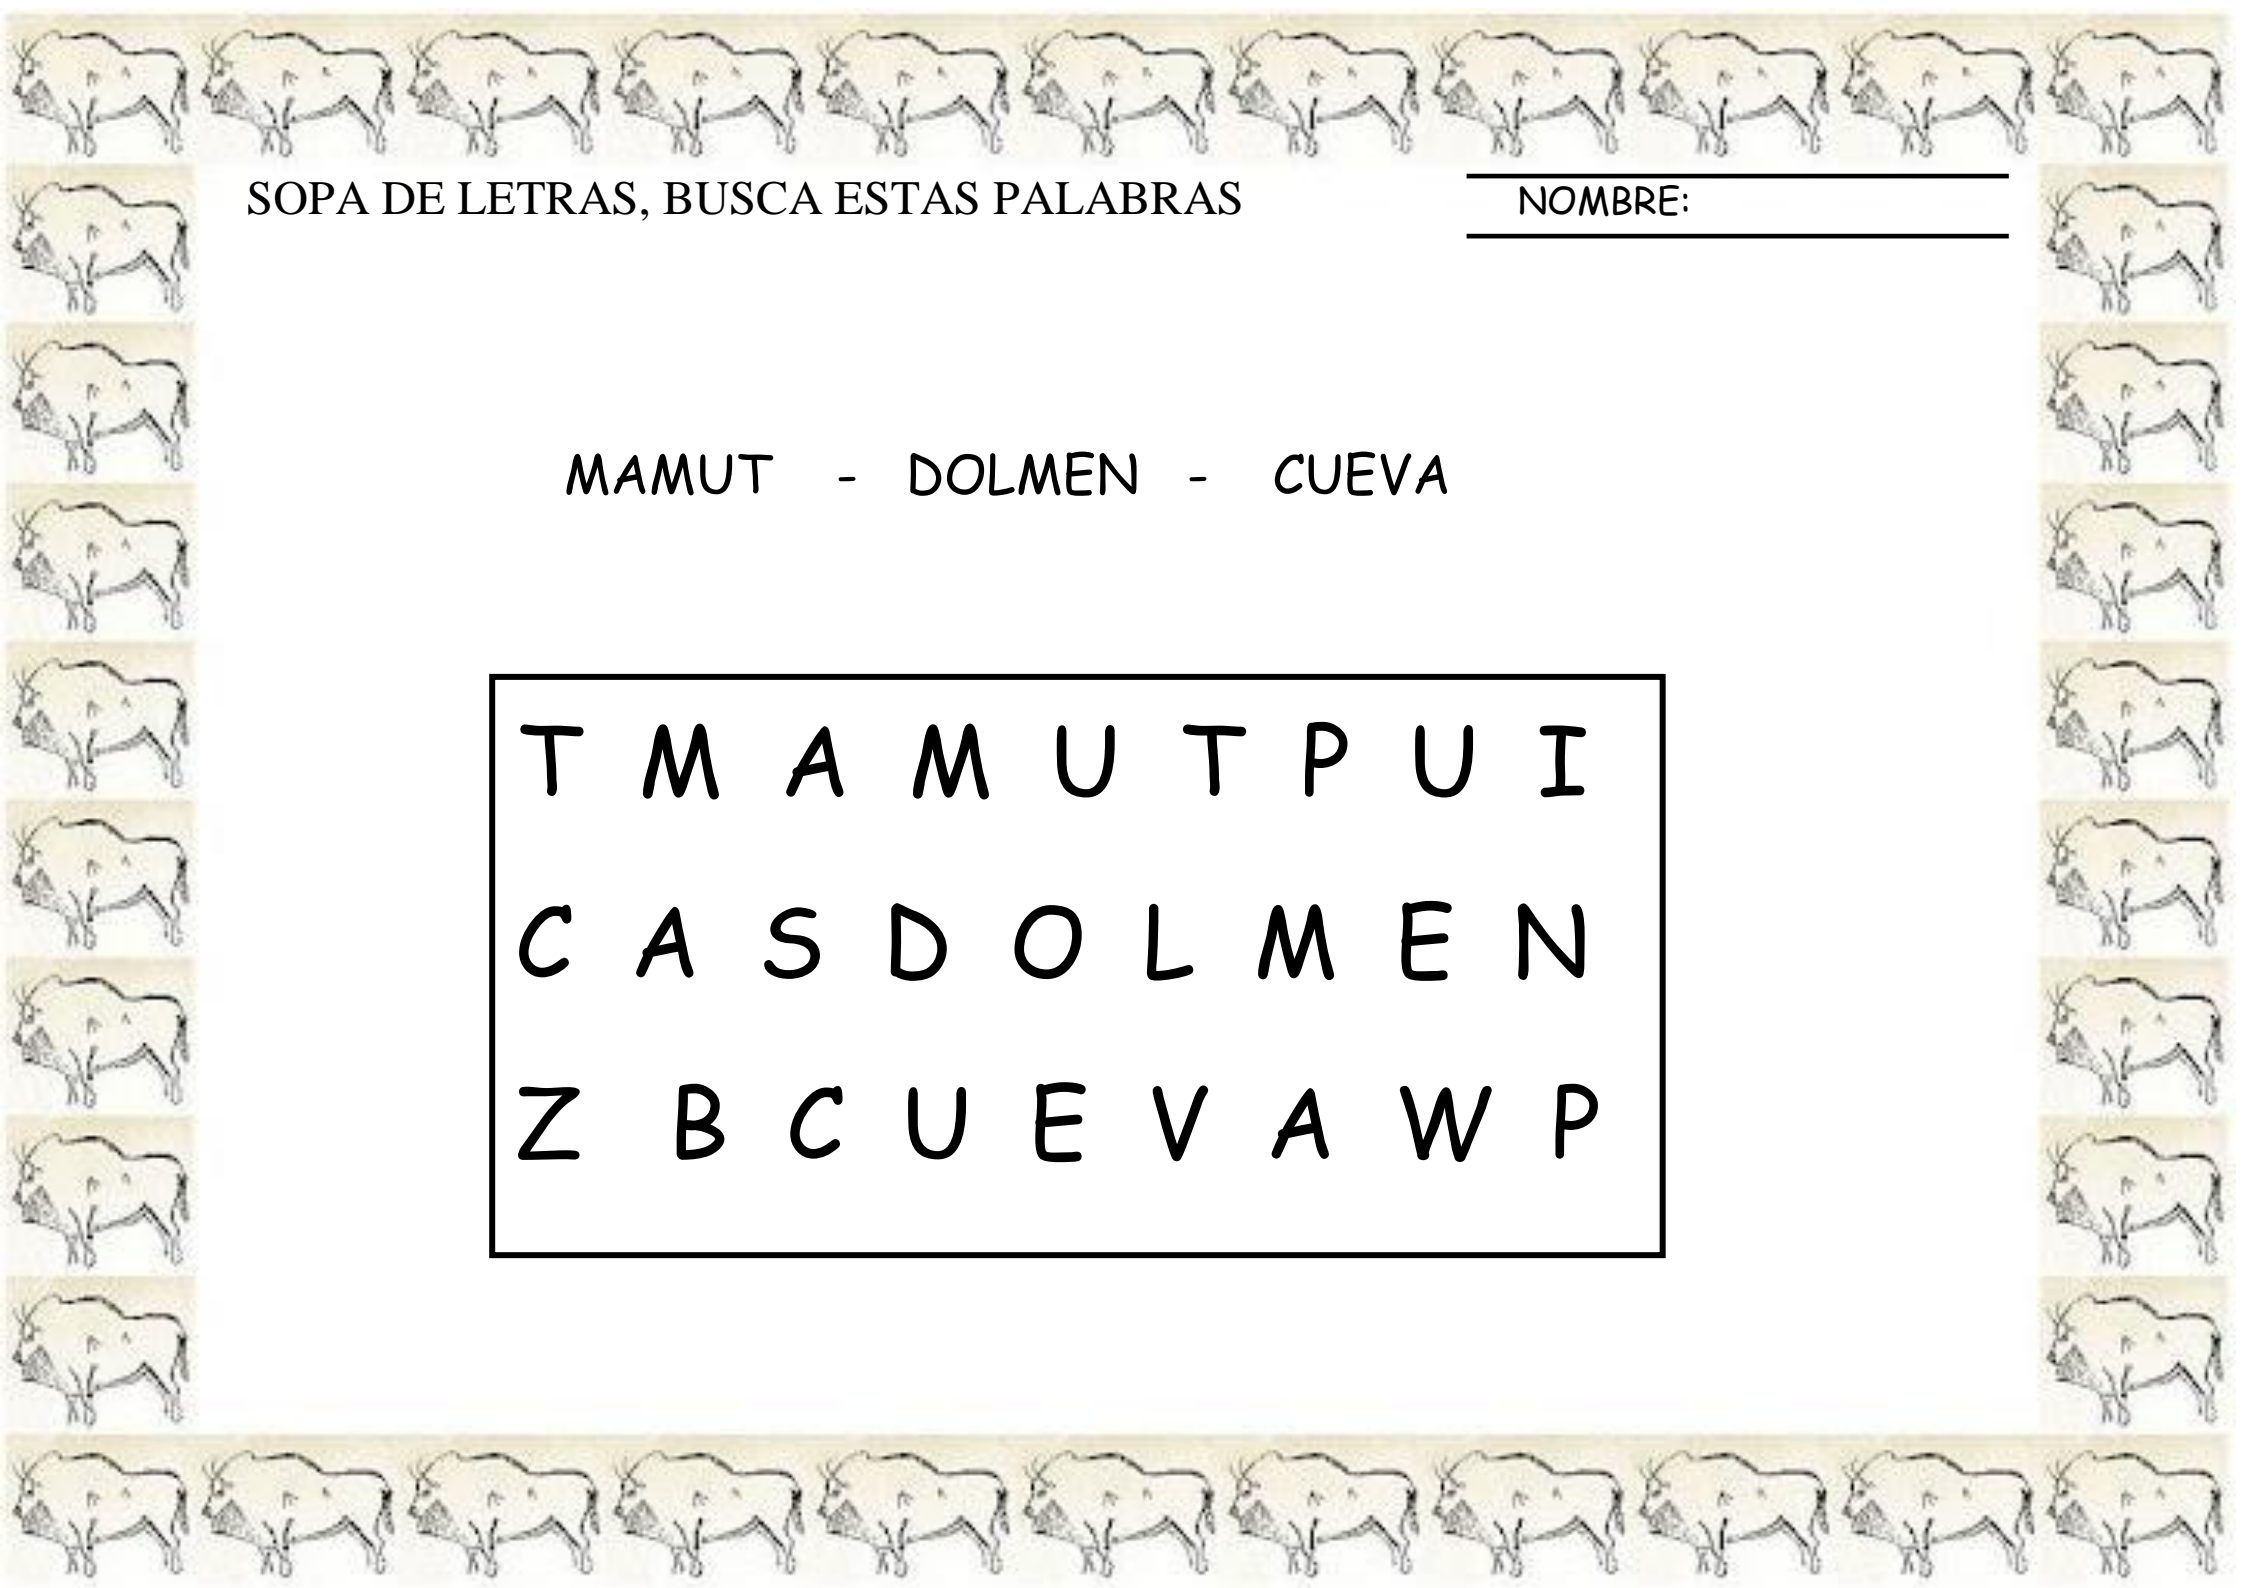 SOPA DE LETRAS, BUSCA ESTAS PALABRAS
NOMBRE:
MAMUT - DOLMEN - CUEVA
T M A M U T P U I
C A S D O L M E N
Z B C U E V A W P